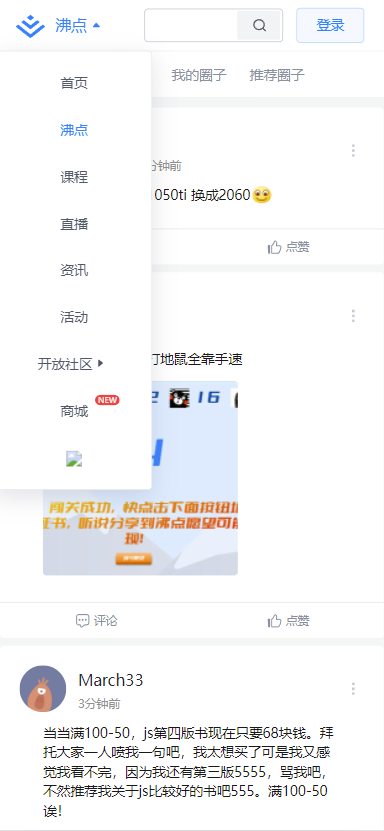 沸点
登录
首页
沸点
课程
直播
资讯
活动
开放社区
商城
NEW
我的圈子 推荐圈子
分钟前
050ti 换成2060
点赞
打地鼠全靠手速
2 16
闯关成功，快点击下面按钮
证书，听说分享到沸点愿望可能
现！
评论 点赞
March33
3分钟前
当当满100-50，js第四版书现在只要68块钱。拜
托大家一人喷我一句吧，我太想买了可是我又感
觉我看不完，因为我还有第三版5555，骂我吧，
不然推荐我关于js比较好的书吧555。满100-50
诶！